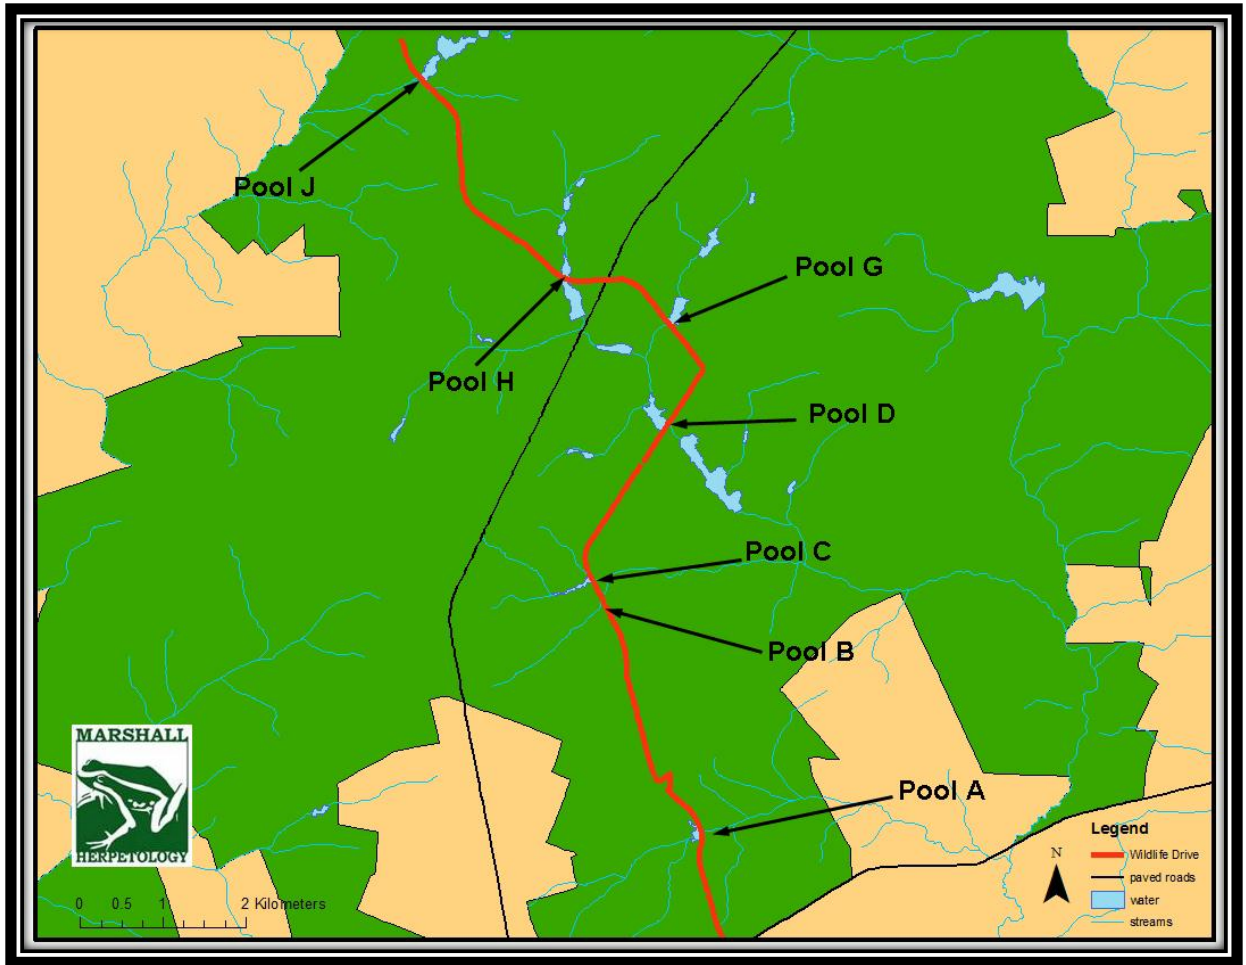 Pool J
Pool G
Pool H
Pool D
Pool C
Pool B
Pool A
MARSHALL
HERPETOLOGY
0 0.5 1 2 Kilometers
N
Legend
Wildlife Drive
paved roads
water
streams